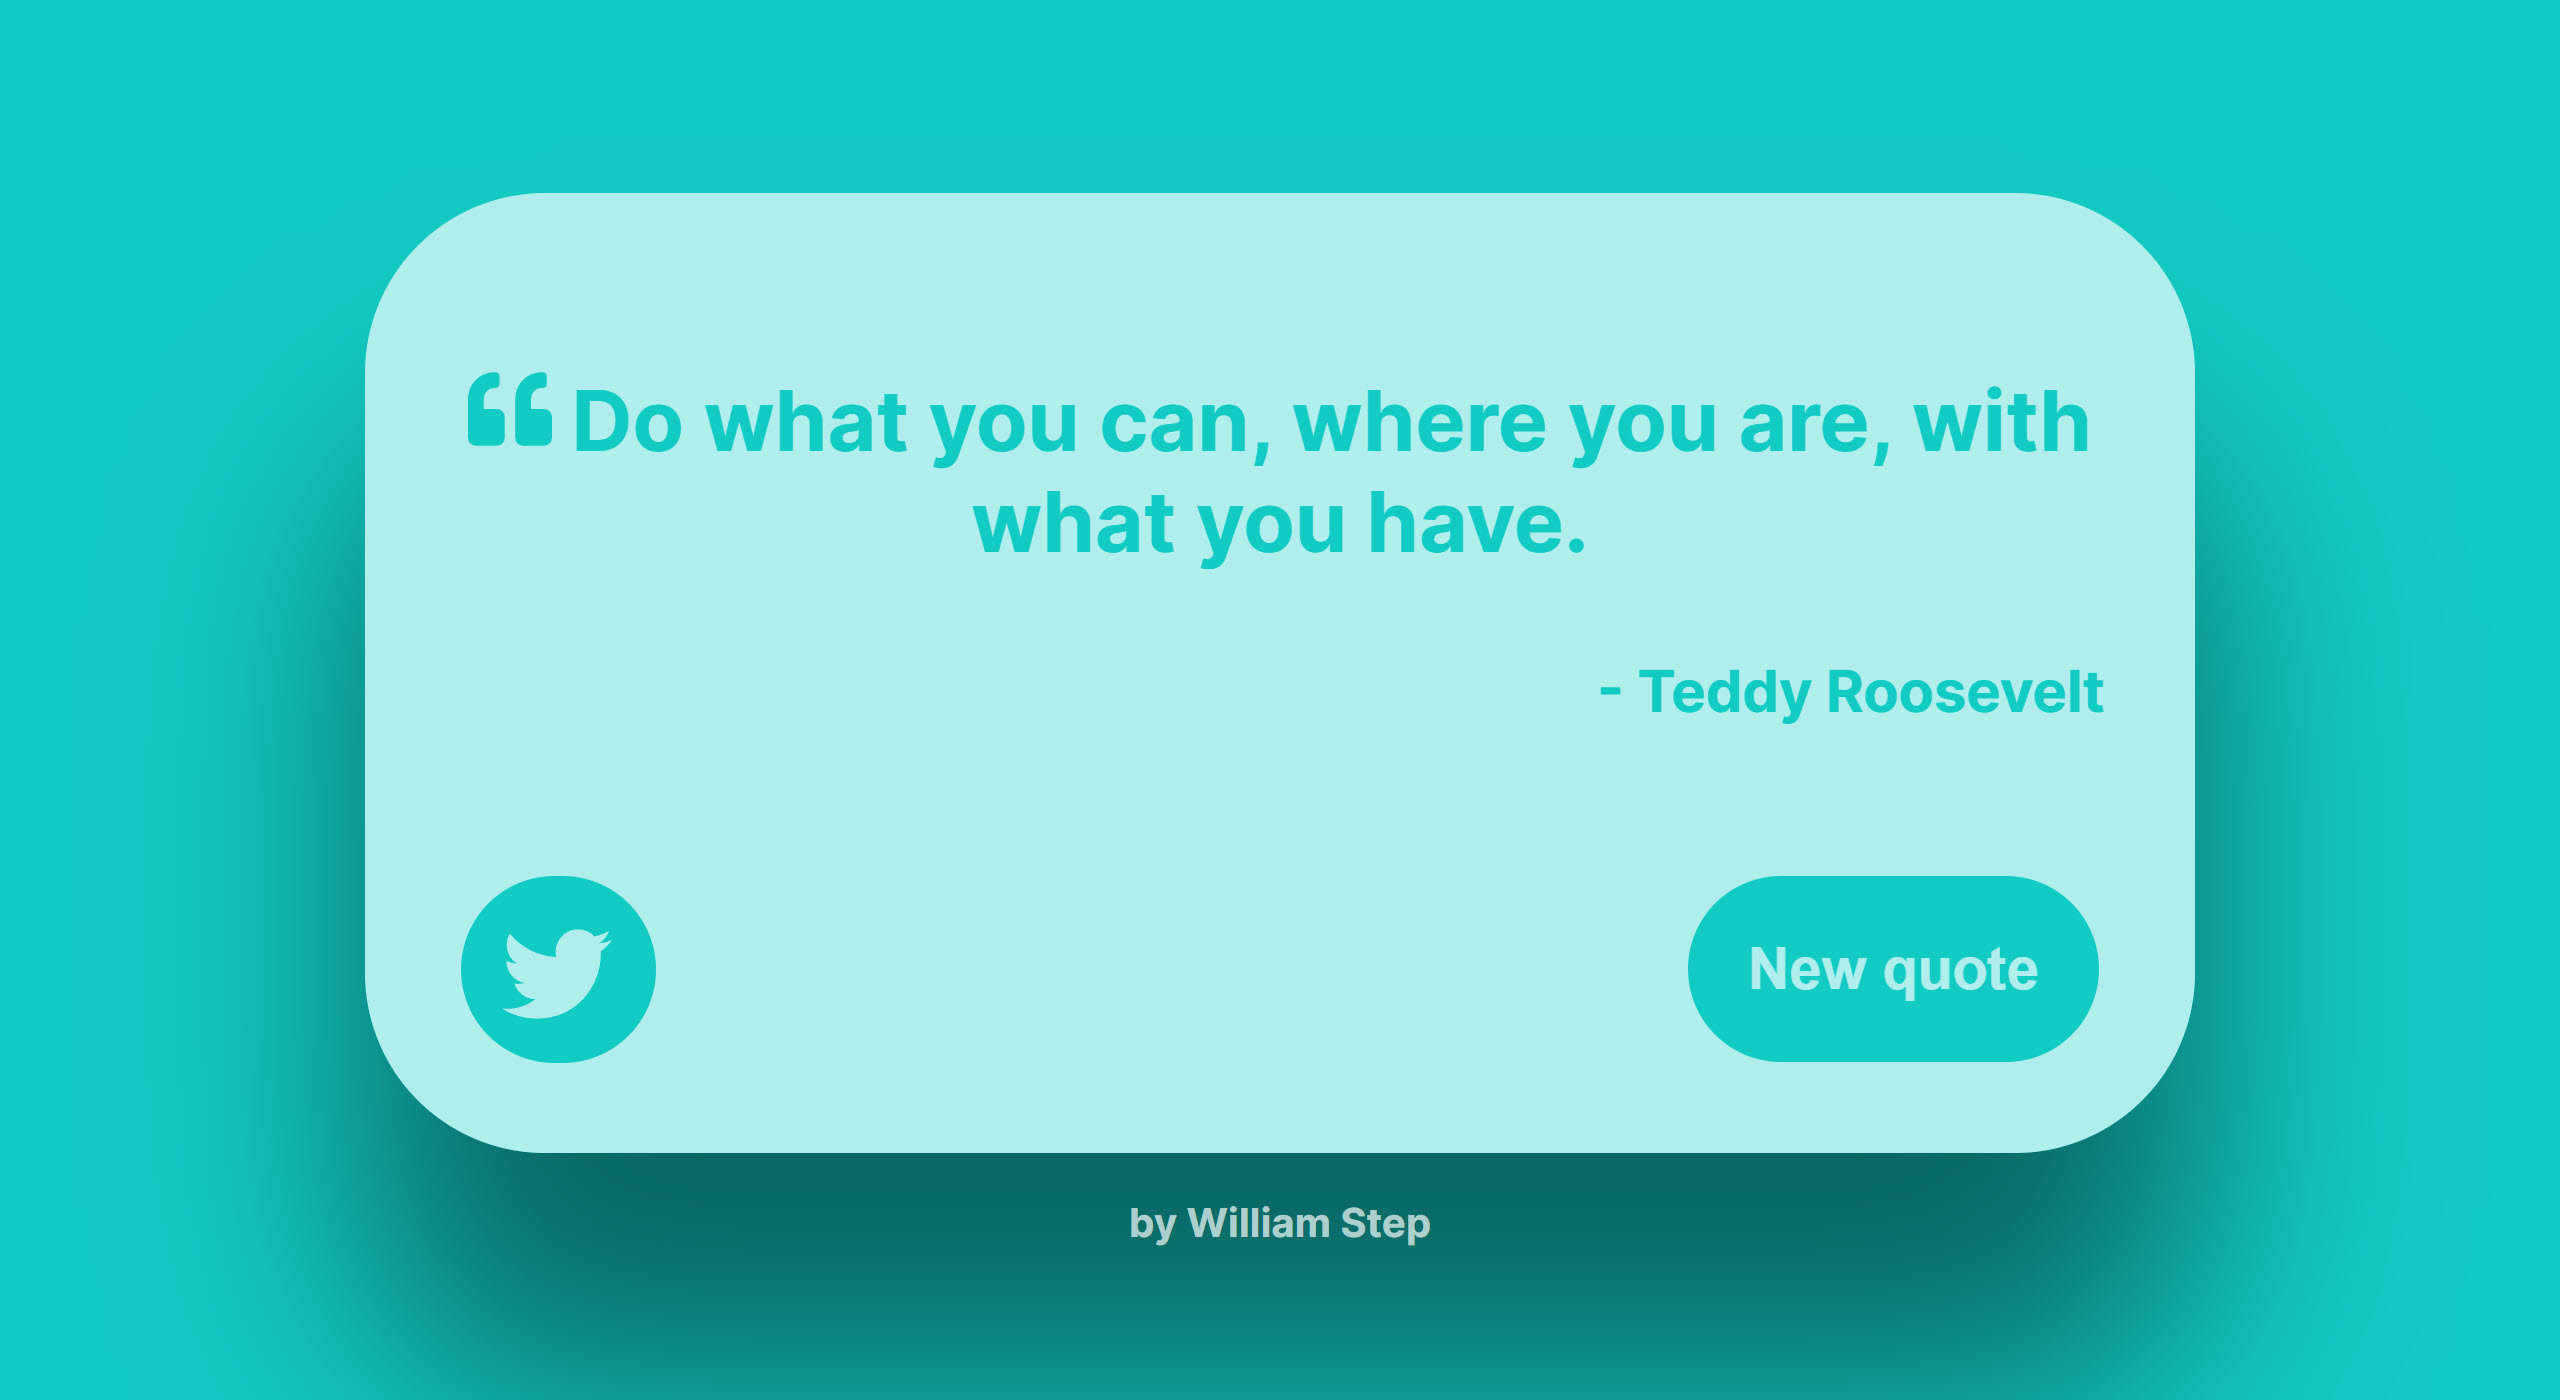 “Do what you can, where you are, with
what you have.
- Teddy Roosevelt
New quote
by William Step